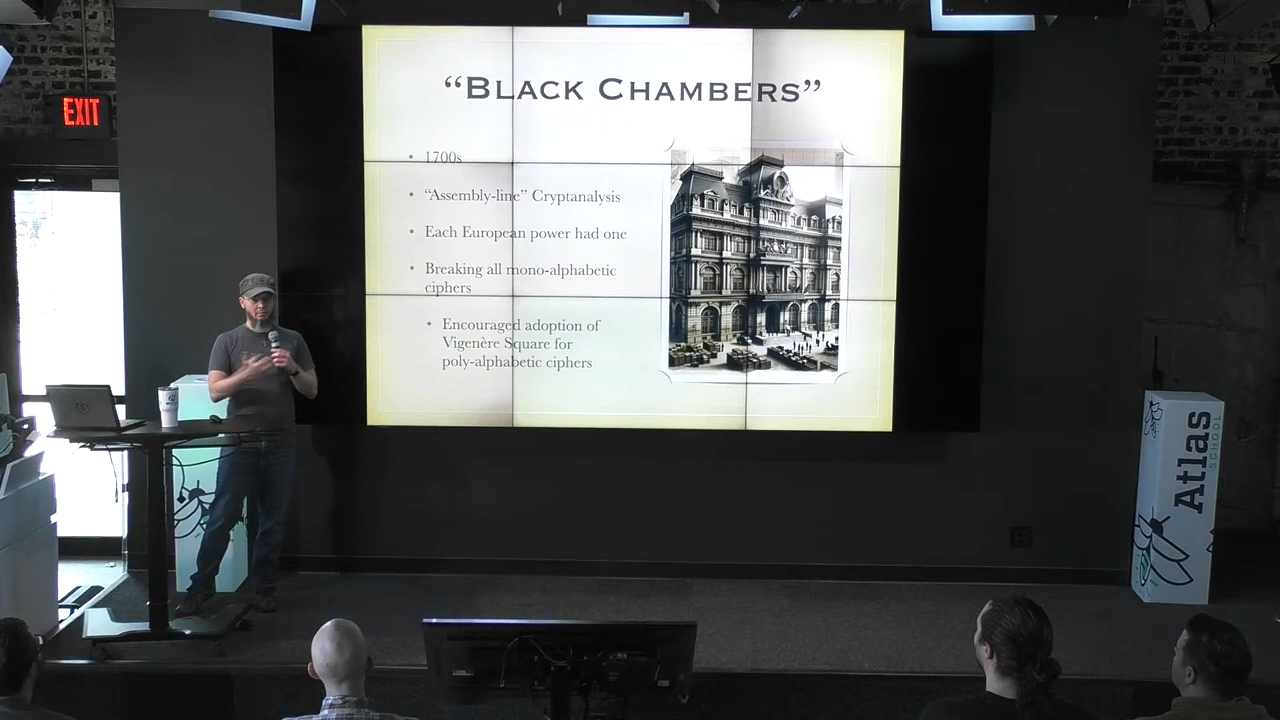 EXIT
“BLACK CHAMBERS”
• 1700s
• “Assembly-line” Cryptanalysis
• Each European power had one
• Breaking all mono-alphabetic
ciphers
• Encouraged adoption of
Vigenère Square for
poly-alphabetic ciphers
Atlas
SCHOOL